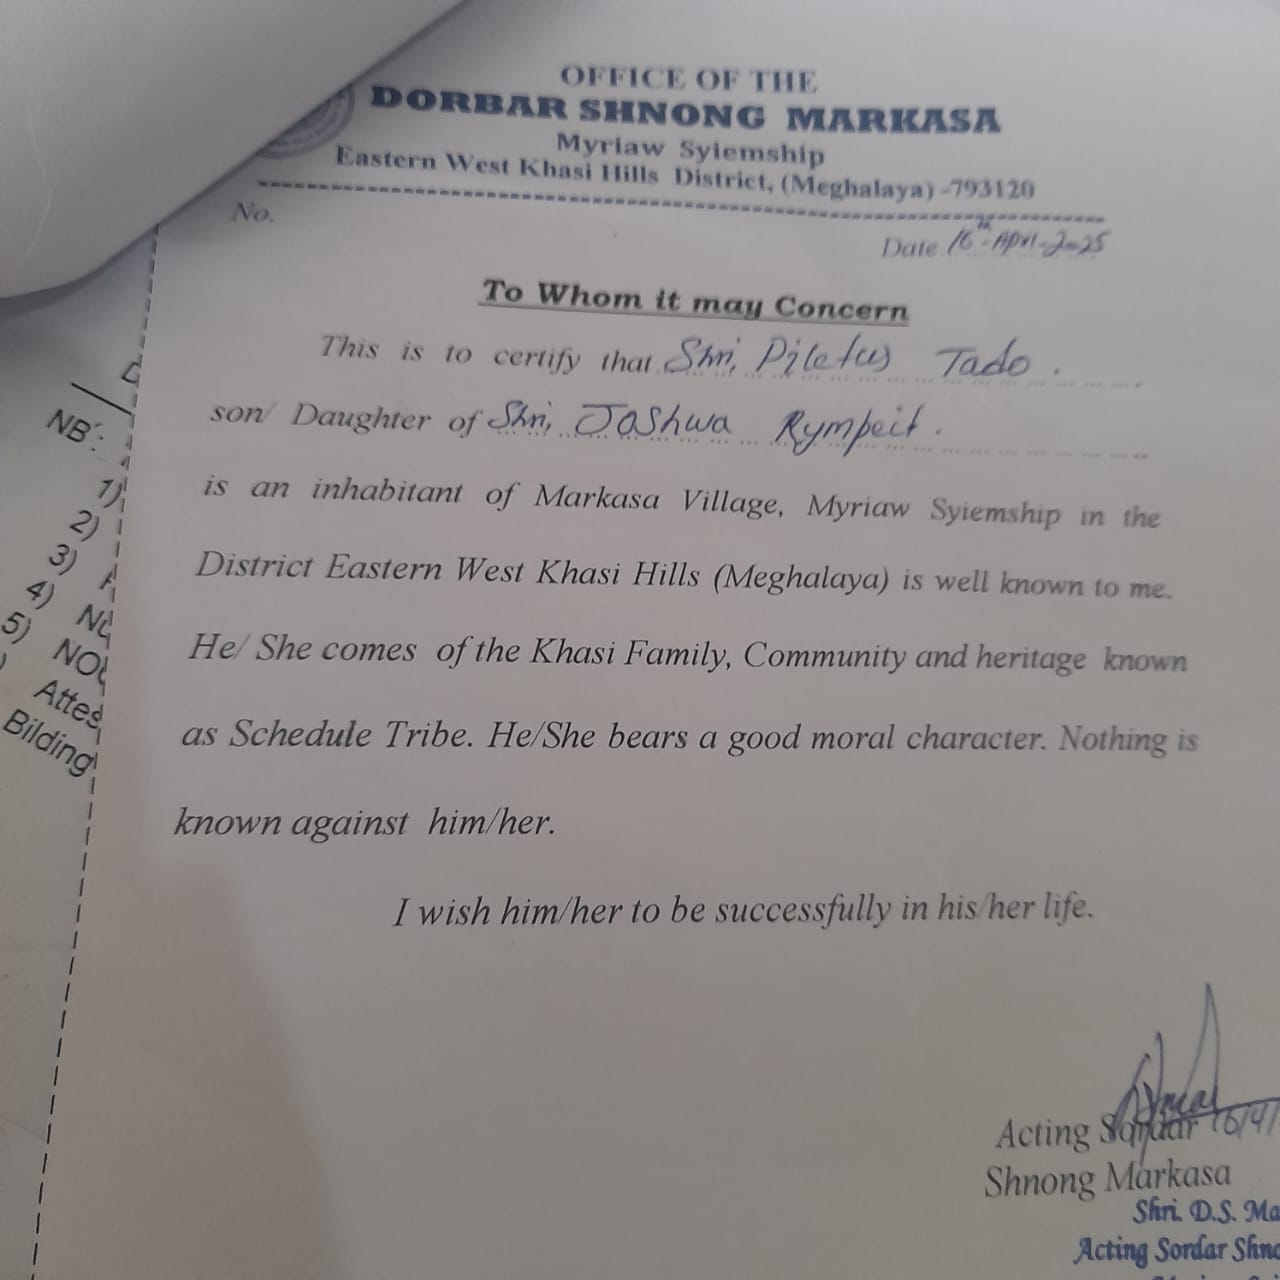 OFFICE OF THE
DORBAR SHNONG MARKASA
Myriaw Syiemship
Eastern West Khasi Hills District, (Meghalaya) -793120
No.
Date 16th-April-2025
To Whom it may Concern
This is to certify that Shri, Piletus Tado.
son/ Daughter of Shri, Joshwa Rympeit.
is an inhabitant of Markasa Village, Myriaw Syiemship in the
District Eastern West Khasi Hills (Meghalaya) is well known to me.
He/ She comes of the Khasi Family, Community and heritage known
as Schedule Tribe. He/She bears a good moral character. Nothing is
known against him/her.
I wish him/her to be successfully in his/her life.
Acting Sordar
Shnong Markasa
Shri. D.S. Ma
Acting Sordar Shno
NB:
1)
2)
3) A
4)
5)
Attes
Bilding